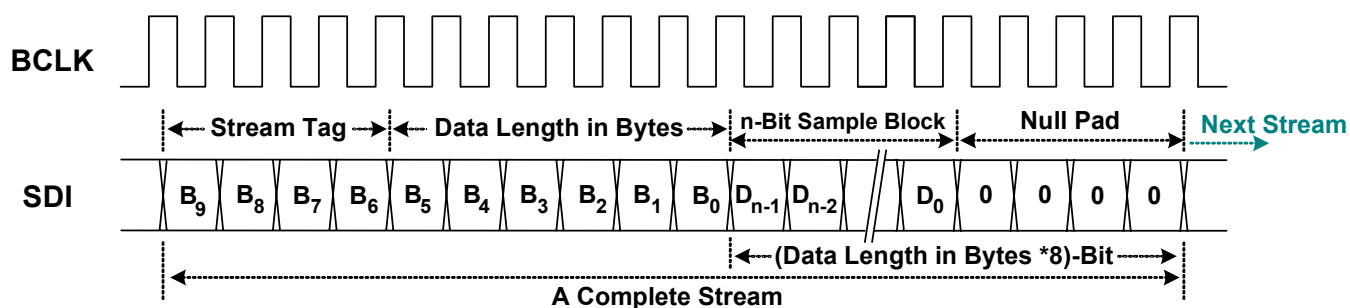 BCLK
Stream Tag Data Length in Bytes n-Bit Sample Block Null Pad Next Stream
SDI B9 B8 B7 B6 B5 B4 B3 B2 B1 B0 Dn-1 Dn-2 D0 0 0 0 0
(Data Length in Bytes *8)-Bit
A Complete Stream